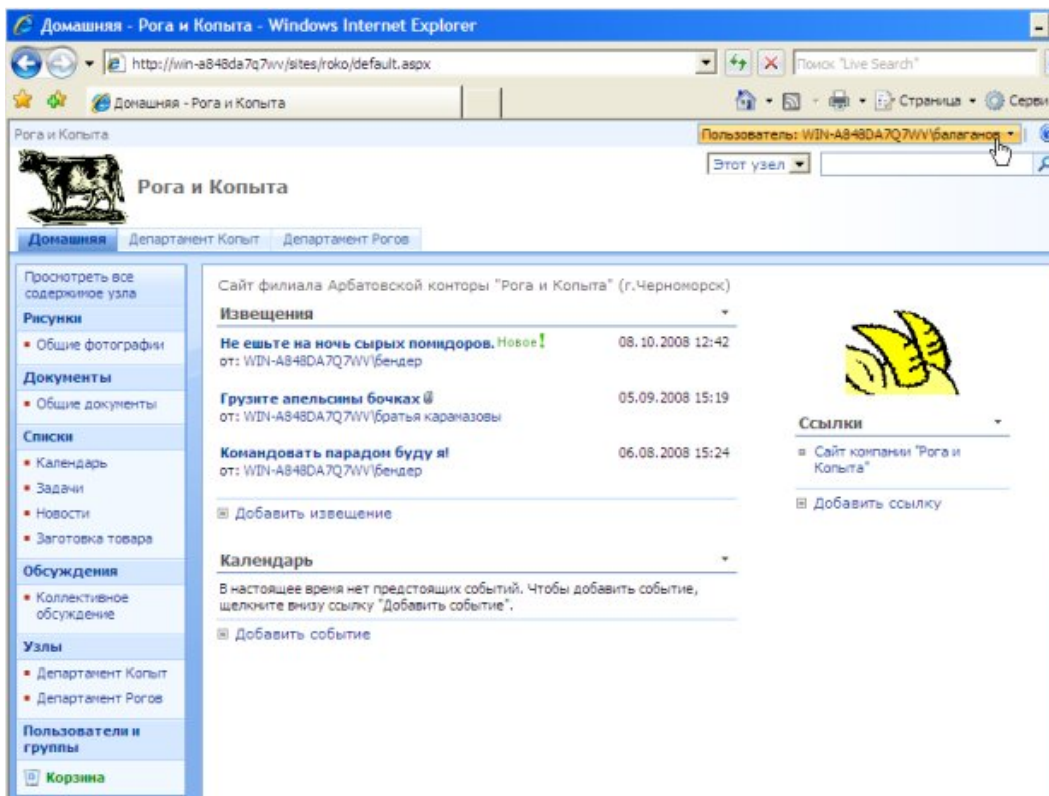 Домашняя - Рога и Копыта - Windows Internet Explorer
http://win-a848da7q7wv/sites/roko/default.aspx
Поиск "Live Search"
Домашняя - Рога и Копыта
Страница
Серви
Рога и Копыта
Пользователь: WIN-A848DA7Q7WV\балаганов
Этот узел
Рога и Копыта
Домашняя
Департамент Копыт
Департамент Рогов
Просмотреть все
содержимое узла
Рисунки
Общие фотографии
Документы
Общие документы
Списки
Календарь
Задачи
Новости
Заготовка товара
Обсуждения
Коллективное
обсуждение
Узлы
Департамент Копыт
Департамент Рогов
Пользователи и
группы
Корзина
Сайт филиала Арбатовской конторы "Рога и Копыта" (г.Черноморск)
Извещения
Не ешьте на ночь сырых помидоров. Новое! 08.10.2008 12:42
от: WIN-A848DA7Q7WV\бендер
Грузите апельсины бочках 05.09.2008 15:19
от: WIN-A848DA7Q7WV\братья карамазовы
Командовать парадом буду я! 06.08.2008 15:24
от: WIN-A848DA7Q7WV\бендер
Добавить извещение
Календарь
В настоящее время нет предстоящих событий. Чтобы добавить событие,
щелкните внизу ссылку "Добавить событие".
Добавить событие
Ссылки
Сайт компании "Рога и
Копыта"
Добавить ссылку